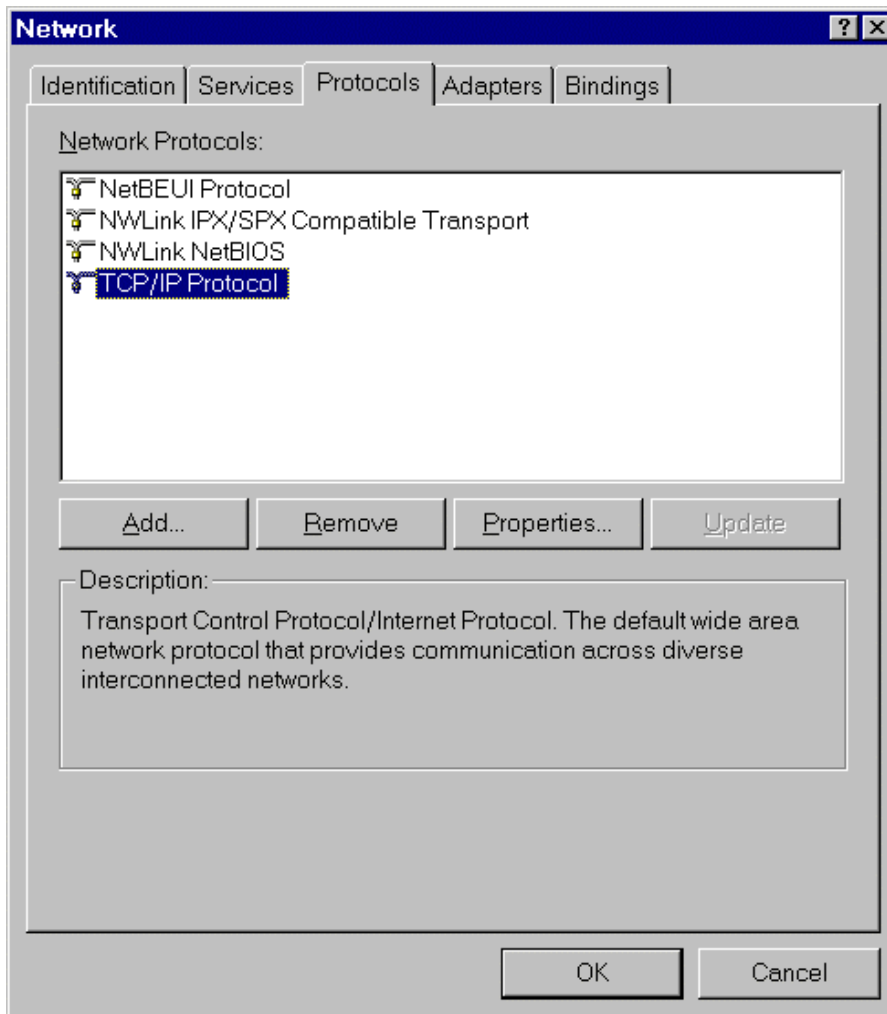 Network
Identification Services Protocols Adapters Bindings
Network Protocols:
NetBEUI Protocol
NWLink IPX/SPX Compatible Transport
NWLink NetBIOS
TCP/IP Protocol
Add... Remove Properties... Update
Description:
Transport Control Protocol/Internet Protocol. The default wide area
network protocol that provides communication across diverse
interconnected networks.
OK Cancel